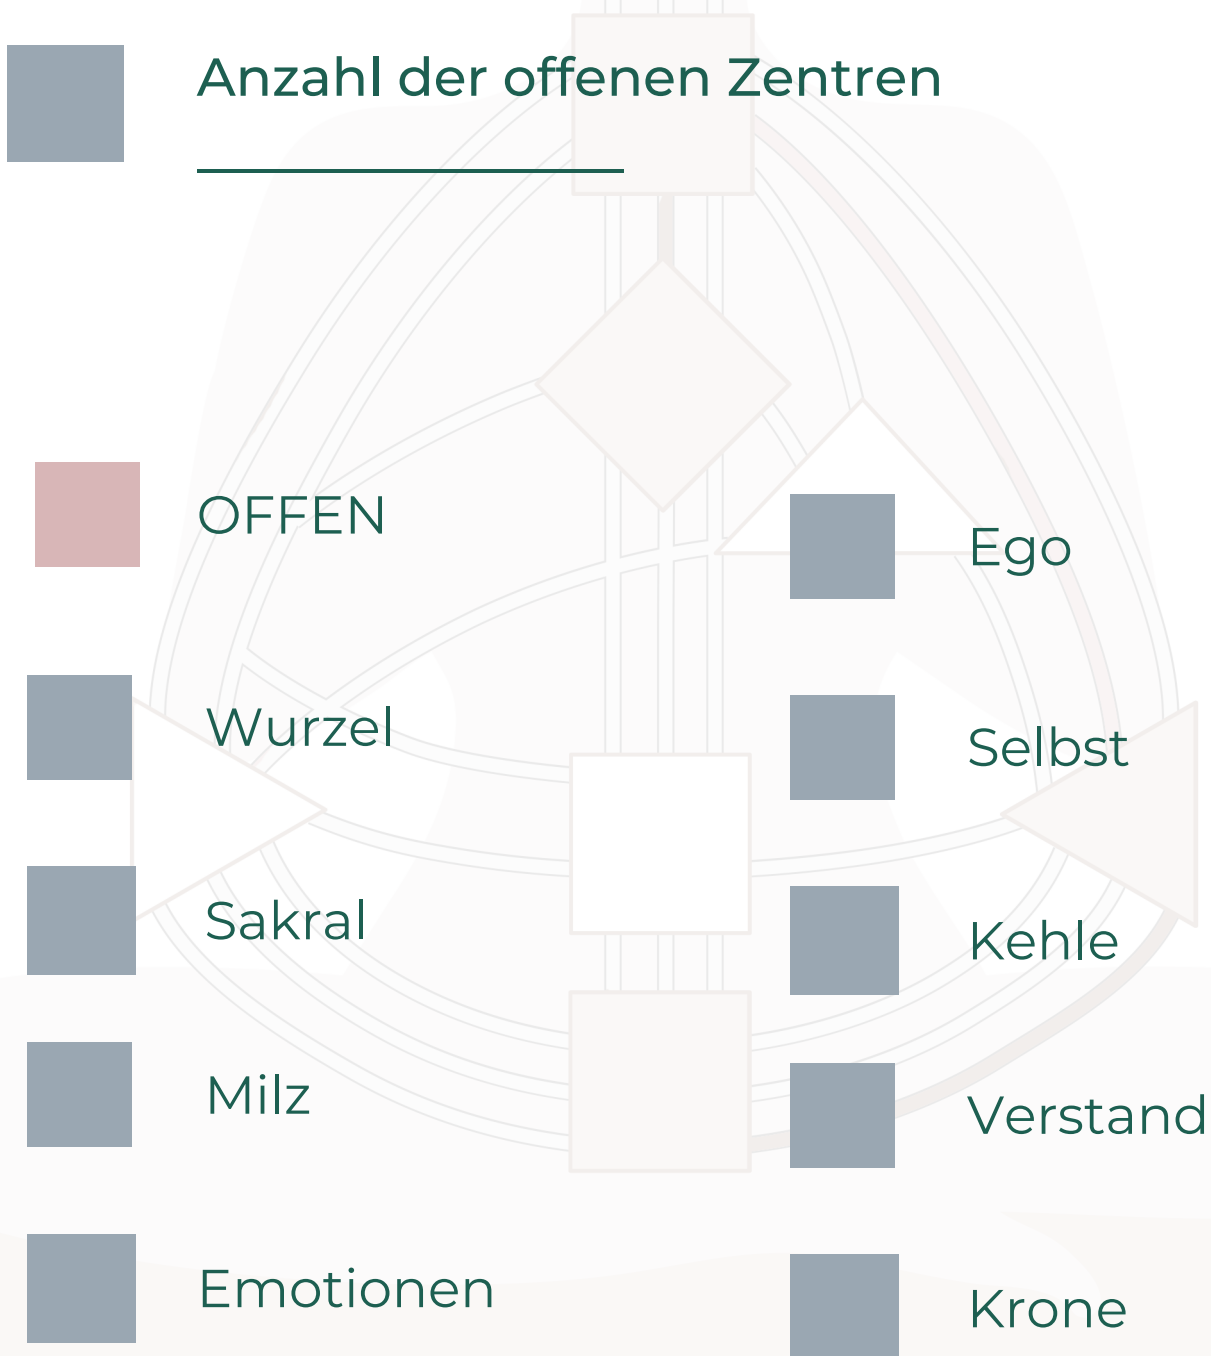 Anzahl der offenen Zentren
OFFEN
Wurzel
Sakral
Milz
Emotionen
Ego
Selbst
Kehle
Verstand
Krone